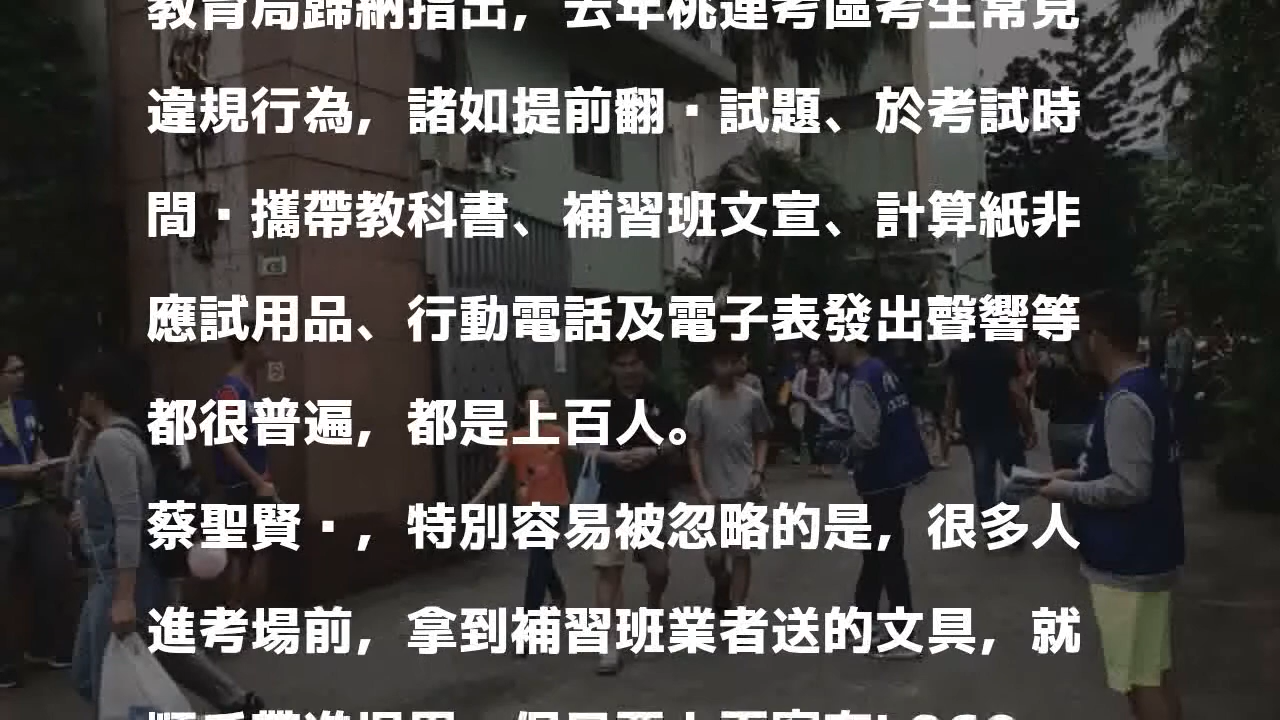 教育局歸納指出，去年桃連考區考生常見
違規行為，諸如提前翻▪試題、於考試時
間▪攜帶教科書、補習班文宣、計算紙非
應試用品、行動電話及電子表發出聲響等
都很普遍，都是上百人。
蔡聖賢▪，特別容易被忽略的是，很多人
進考場前，拿到補習班業者送的文具，就